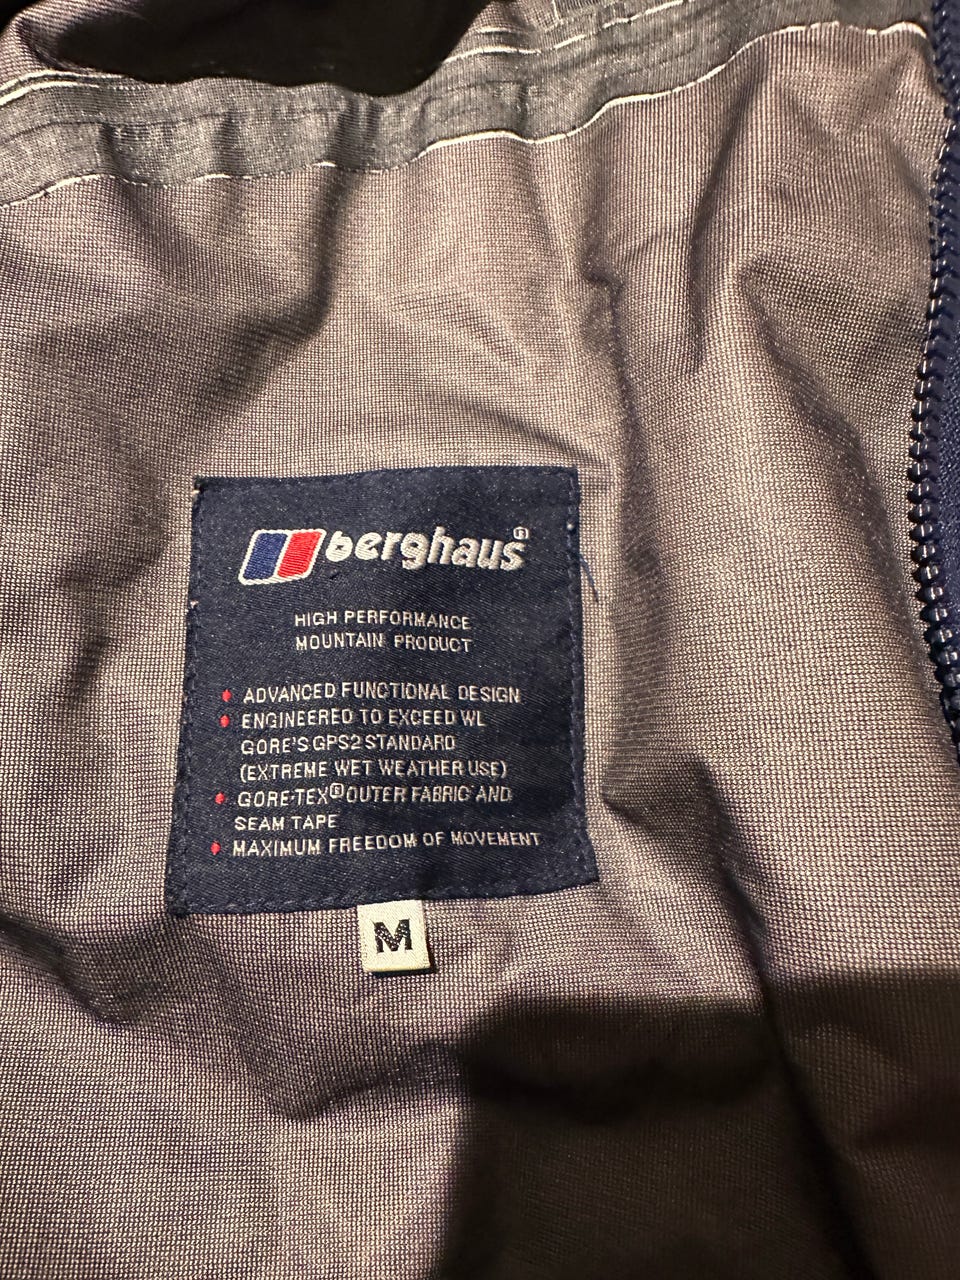 berghaus®
HIGH PERFORMANCE
MOUNTAIN PRODUCT
ADVANCED FUNCTIONAL DESIGN
ENGINEERED TO EXCEED WL
GORE'S GPS2 STANDARD
(EXTREME WET WEATHER USE)
GORE-TEX® OUTER FABRIC AND
SEAM TAPE
MAXIMUM FREEDOM OF MOVEMENT
M